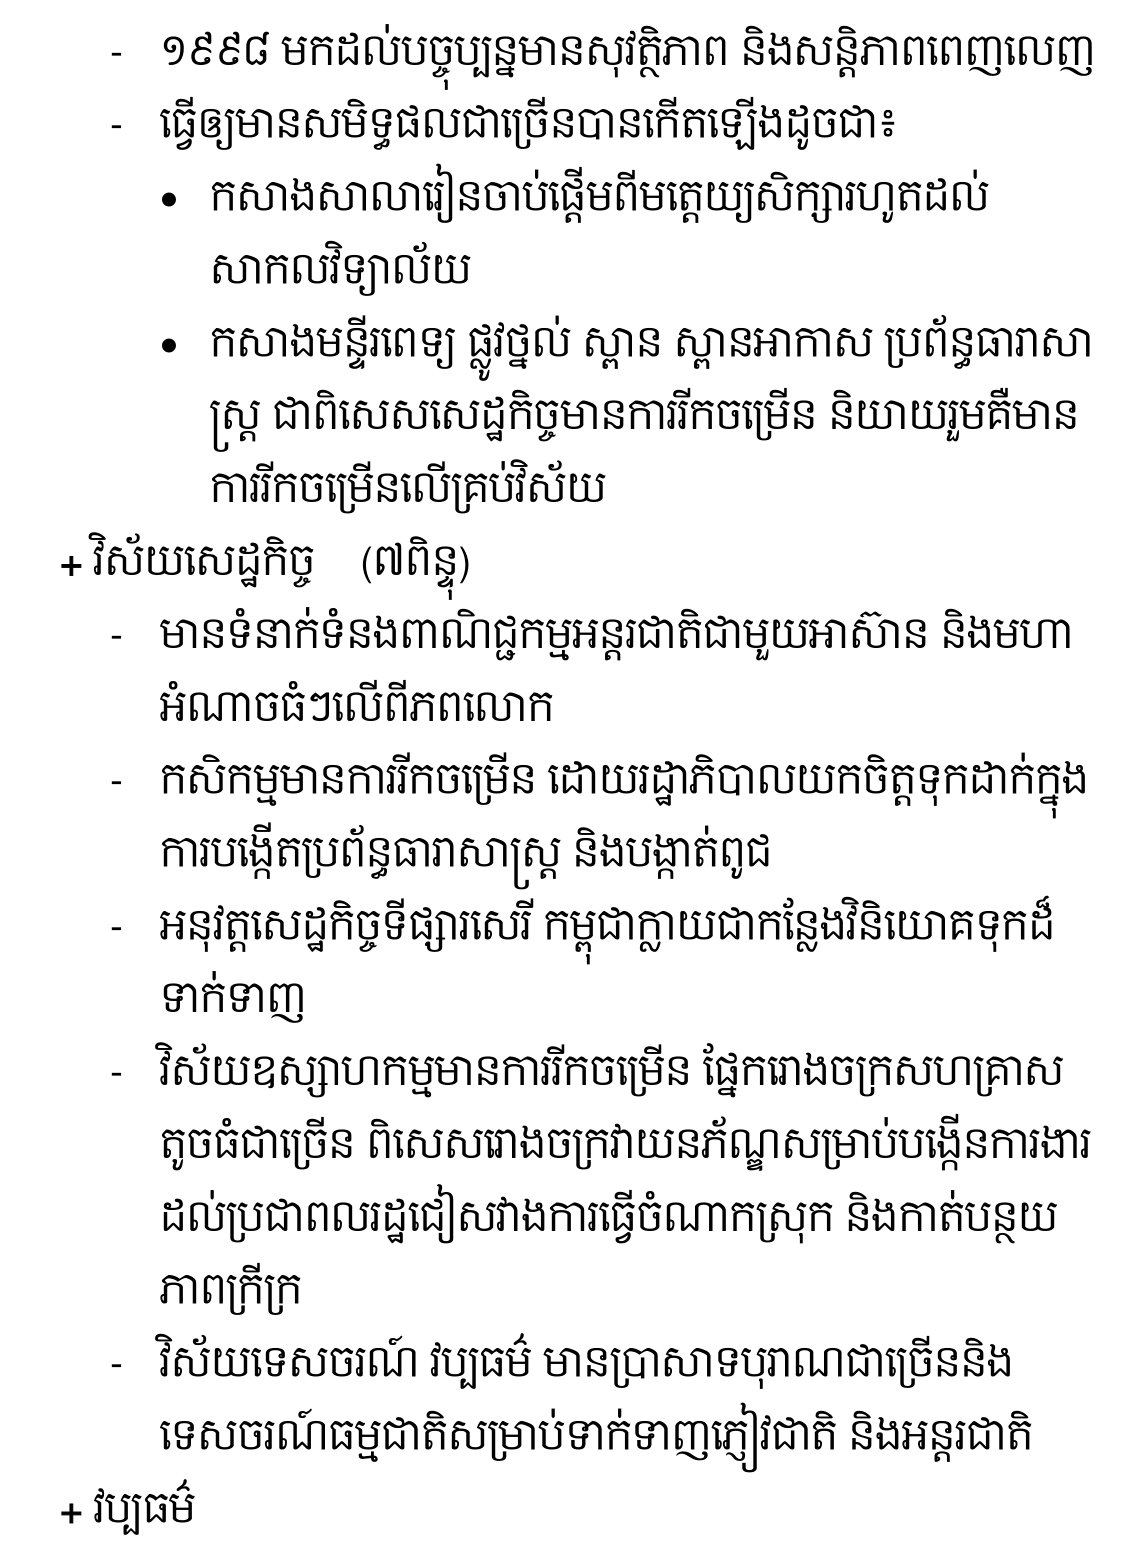 - ១៩៩៨ មកដល់បច្ចុប្បន្នមានសុវត្ថិភាព និងសន្តិភាពពេញលេញ
- ធ្វើឲ្យមានសមិទ្ធផលជាច្រើនបានកើតឡើងដូចជា៖
• កសាងសាលារៀនចាប់ផ្តើមពីមត្តេយ្យសិក្សារហូតដល់
សាកលវិទ្យាល័យ
• កសាងមន្ទីរពេទ្យ ផ្លូវថ្នល់ ស្ពាន ស្ពានអាកាស ប្រព័ន្ធធារាសា
ស្ត្រ ជាពិសេសសេដ្ឋកិច្ចមានការរីកចម្រើន និយាយរួមគឺមាន
ការរីកចម្រើនលើគ្រប់វិស័យ
+ វិស័យសេដ្ឋកិច្ច (៧ពិន្ទុ)
- មានទំនាក់ទំនងពាណិជ្ជកម្មអន្តរជាតិជាមួយអាស៊ាន និងមហា
អំណាចធំៗលើពីភពលោក
- កសិកម្មមានការរីកចម្រើន ដោយរដ្ឋាភិបាលយកចិត្តទុកដាក់ក្នុង
ការបង្កើតប្រព័ន្ធធារាសាស្ត្រ និងបង្កាត់ពូជ
- អនុវត្តសេដ្ឋកិច្ចទីផ្សារសេរី កម្ពុជាក្លាយជាកន្លែងវិនិយោគទុកដ៏
ទាក់ទាញ
- វិស័យឧស្សាហកម្មមានការរីកចម្រើន ផ្នែករោងចក្រសហគ្រាស
តូចធំជាច្រើន ពិសេសរោងចក្រវាយនភ័ណ្ឌសម្រាប់បង្កើនការងារ
ដល់ប្រជាពលរដ្ឋជៀសវាងការធ្វើចំណាកស្រុក និងកាត់បន្ថយ
ភាពក្រីក្រ
- វិស័យទេសចរណ៍ វប្បធម៌ មានប្រាសាទបុរាណជាច្រើននិង
ទេសចរណ៍ធម្មជាតិសម្រាប់ទាក់ទាញភ្ញៀវជាតិ និងអន្តរជាតិ
+ វប្បធម៌